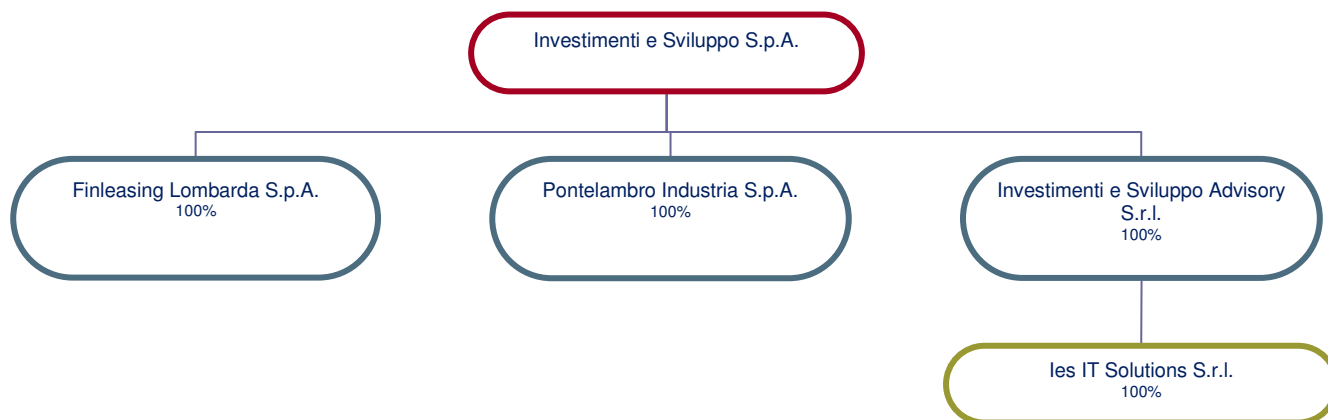 Investimenti e Sviluppo S.p.A.
Finleasing Lombarda S.p.A.
100%
Pontelambro Industria S.p.A.
100%
Investimenti e Sviluppo Advisory
S.r.l.
100%
Ies IT Solutions S.r.l.
100%